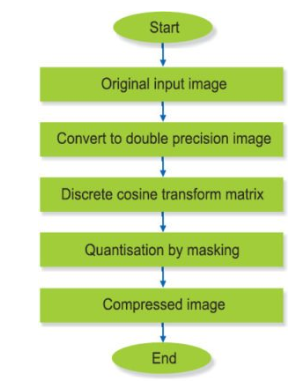 Start
Original input image
Convert to double precision image
Discrete cosine transform matrix
Quantisation by masking
Compressed image
End